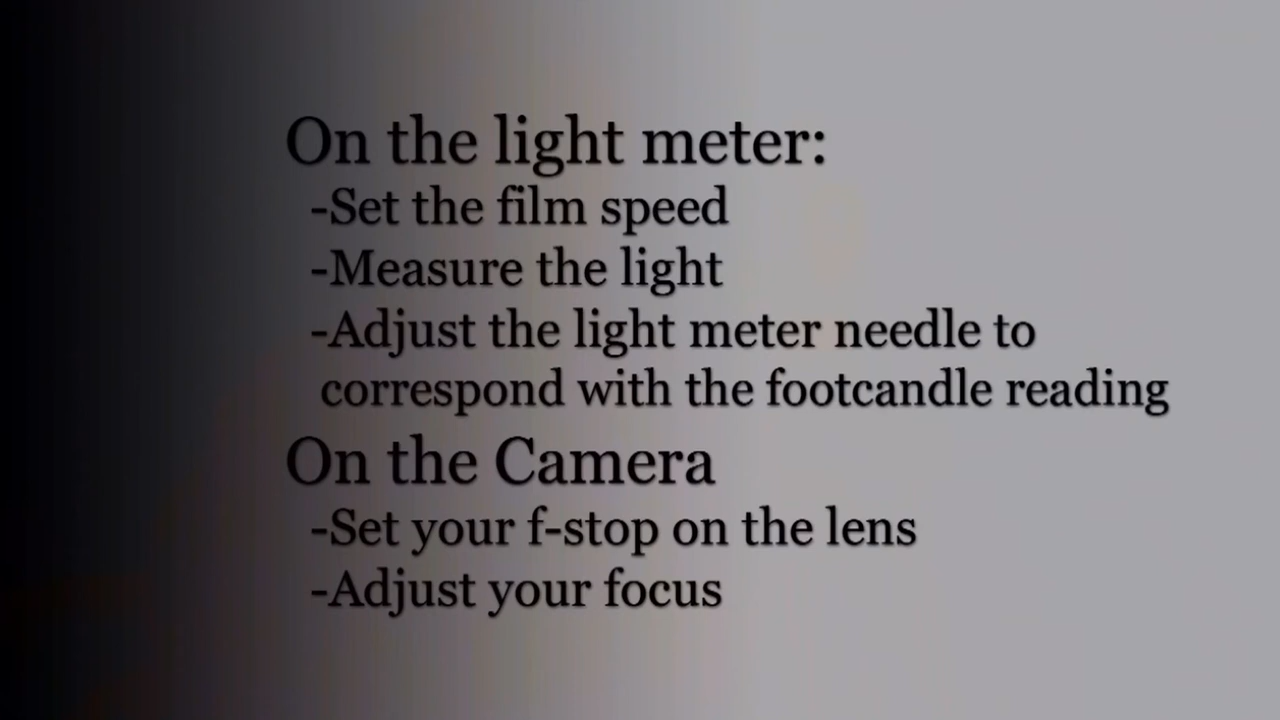 On the light meter:
-Set the film speed
-Measure the light
-Adjust the light meter needle to
correspond with the footcandle reading
On the Camera
-Set your f-stop on the lens
-Adjust your focus